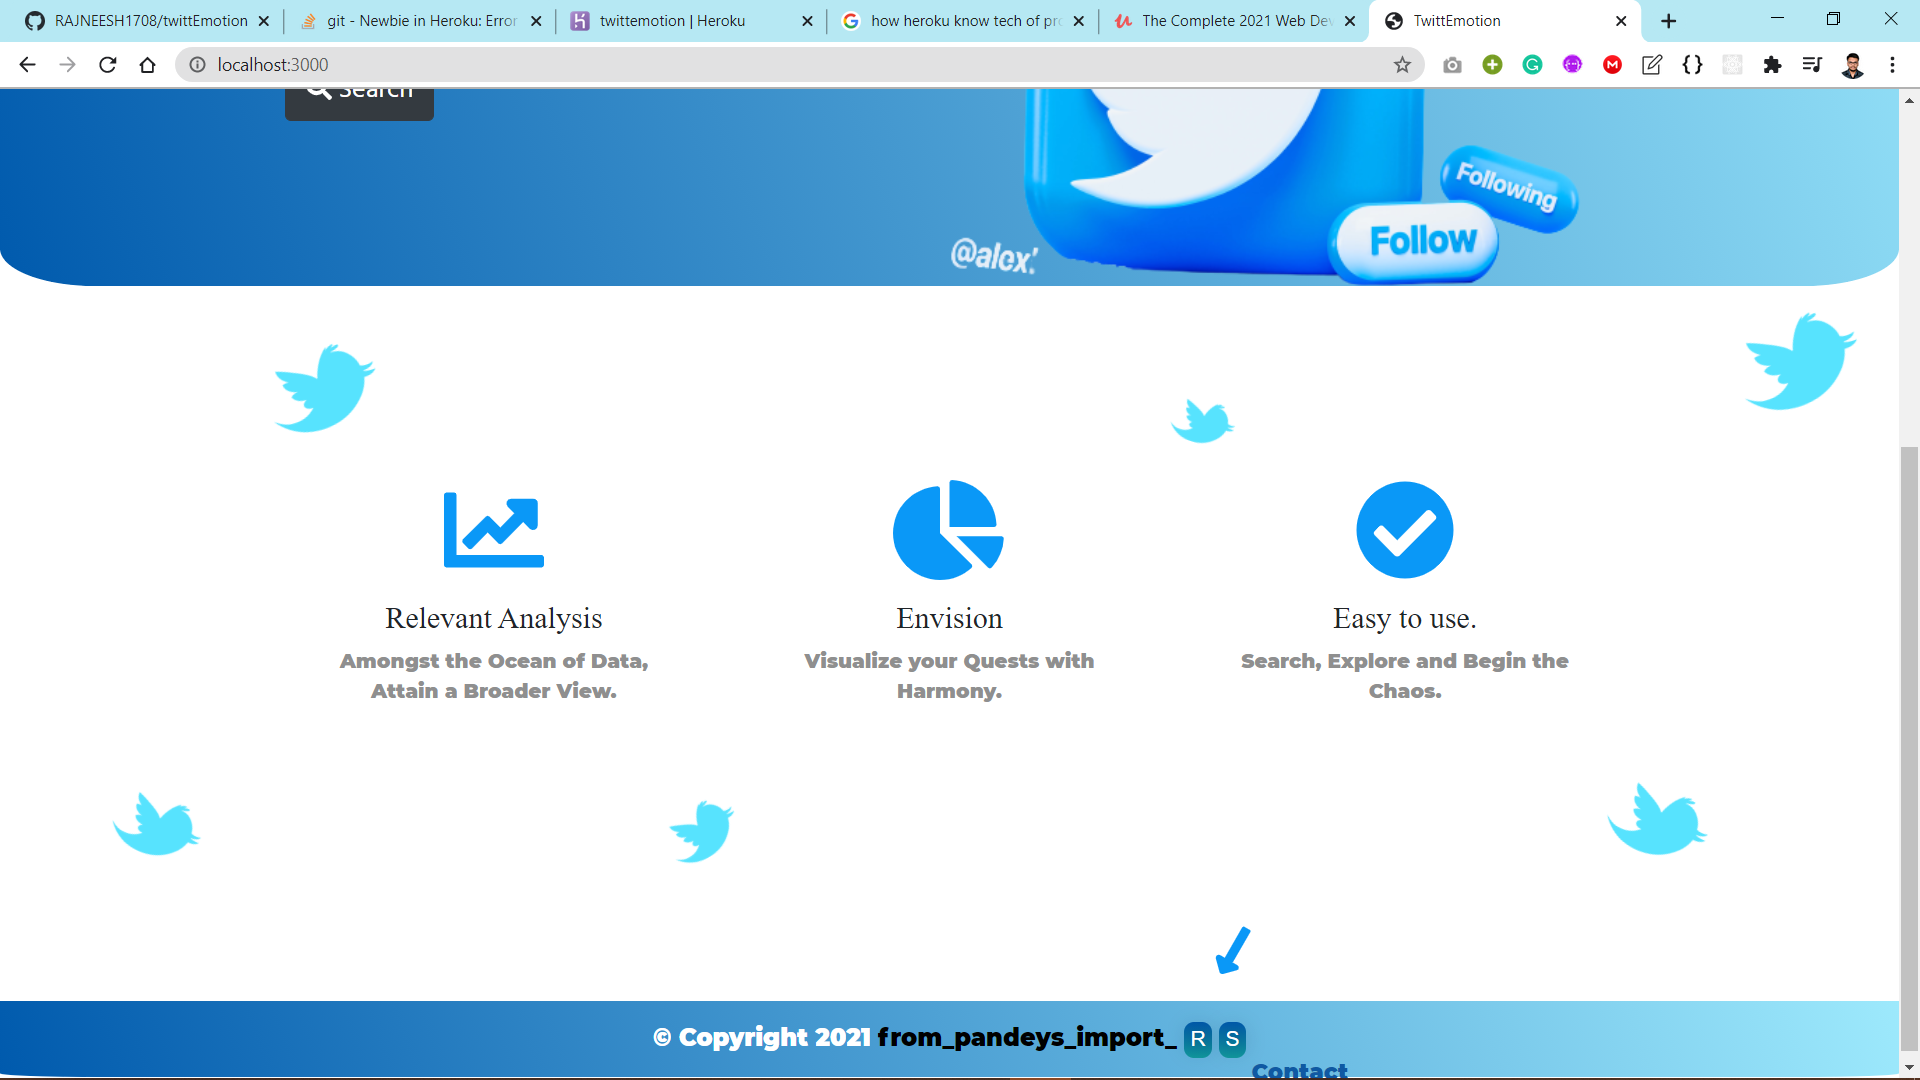 RAJNEESH1708/twittEmotion
git - Newbie in Heroku: Error
twittemotion | Heroku
how heroku know tech of pro
The Complete 2021 Web Dev
TwittEmotion
localhost:3000
Search
Following
Follow
@alex.
Relevant Analysis
Amongst the Ocean of Data,
Attain a Broader View.
Envision
Visualize your Quests with
Harmony.
Easy to use.
Search, Explore and Begin the
Chaos.
© Copyright 2021 from_pandeys_import_ R S
Contact